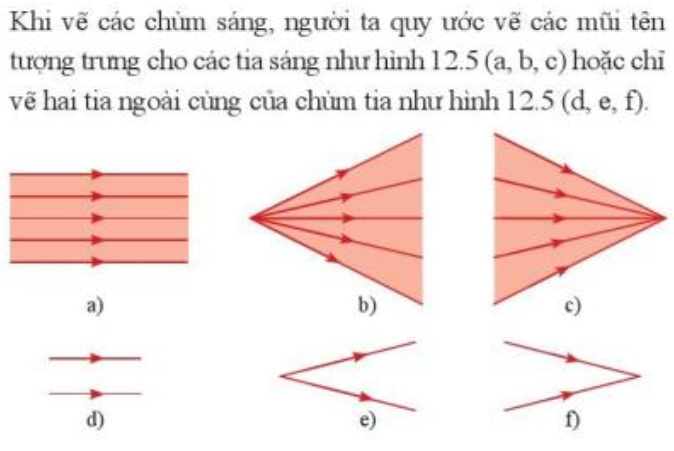 Khi vẽ các chùm sáng, người ta quy ước vẽ các mũi tên
tượng trưng cho các tia sáng như hình 12.5 (a, b, c) hoặc chỉ
vẽ hai tia ngoài cùng của chùm tia như hình 12.5 (d, e, f).
a) b) c)
d) e) f)